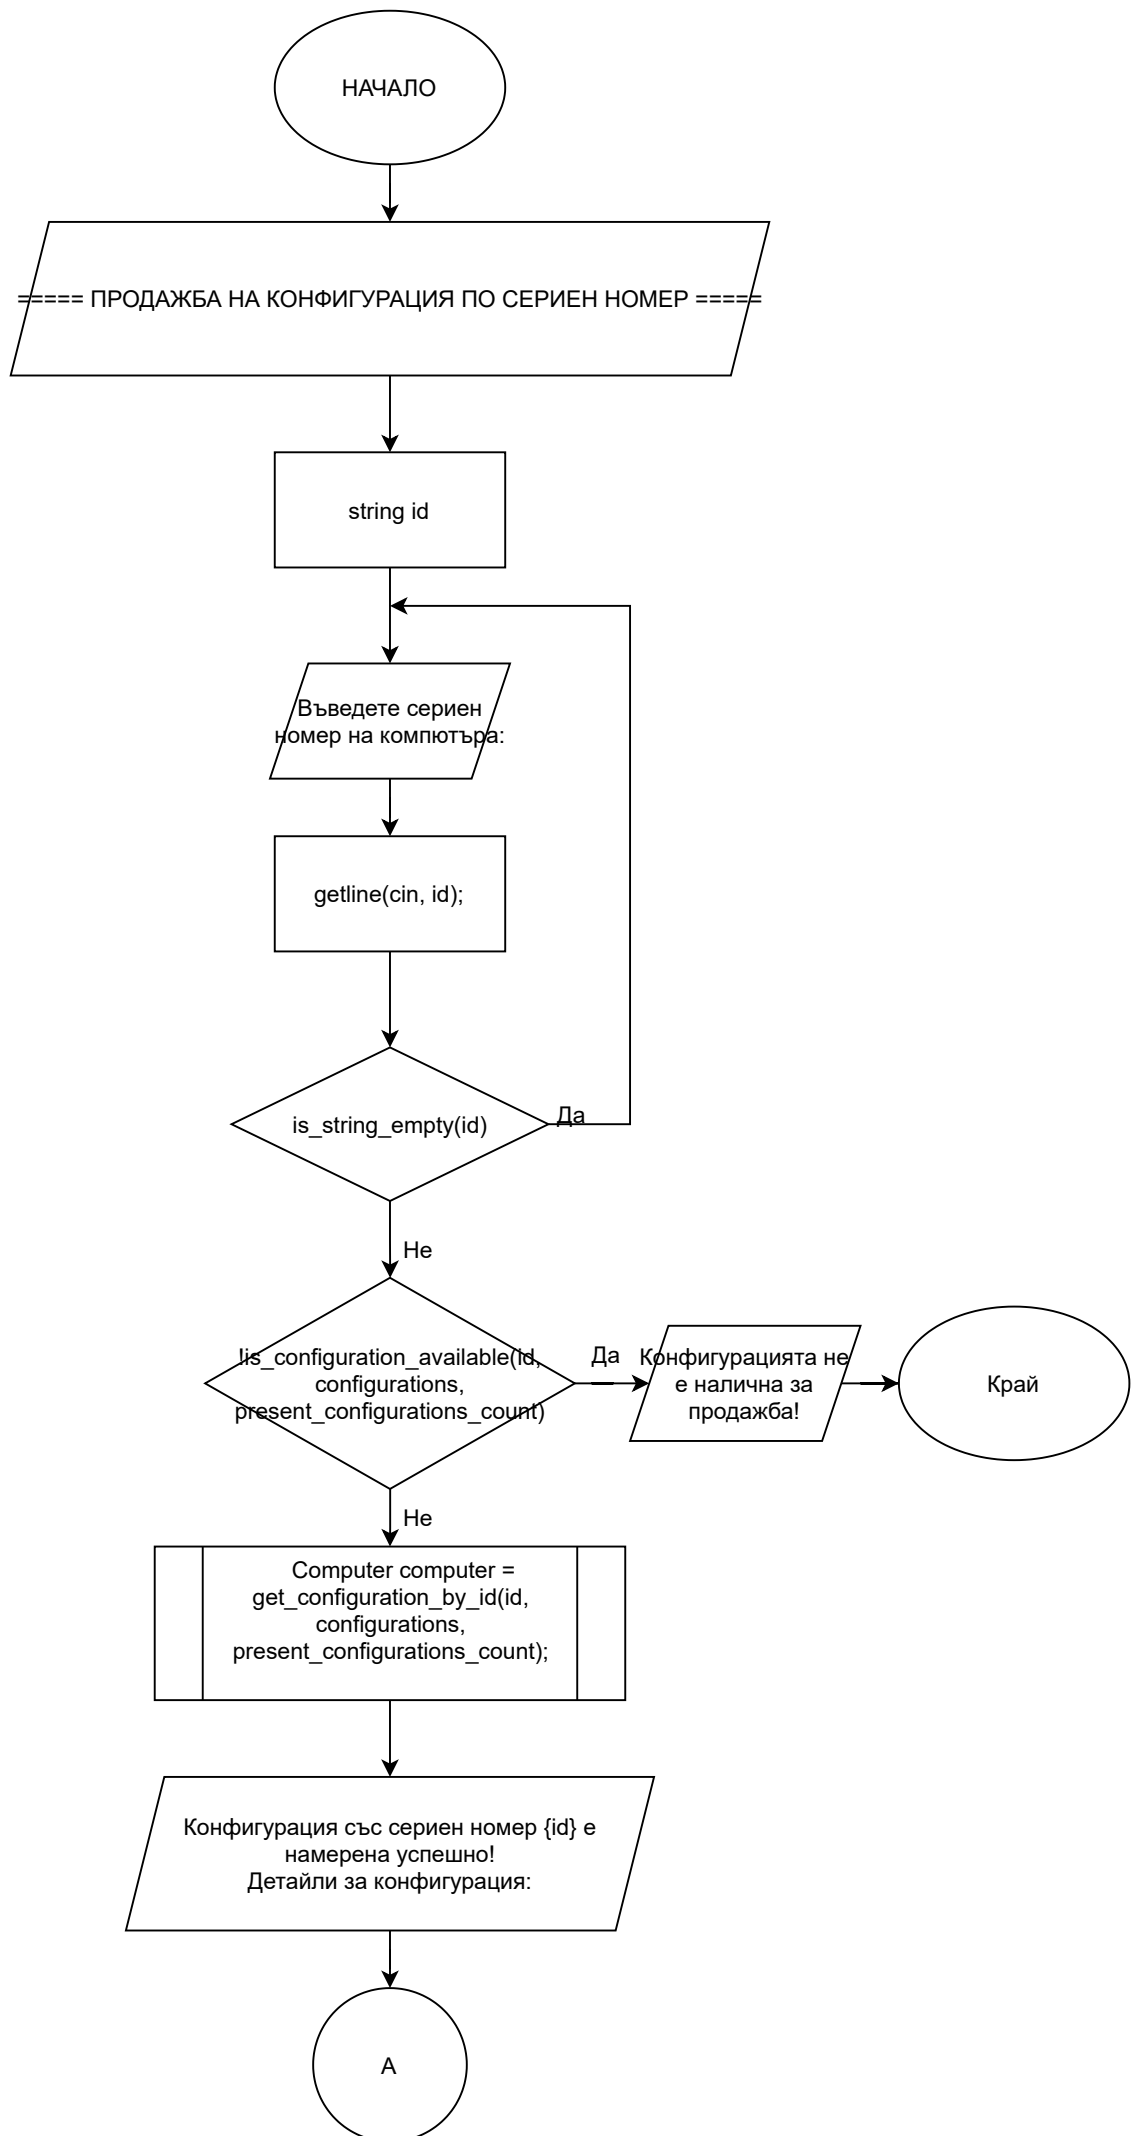 НАЧАЛО
===== ПРОДАЖБА НА КОНФИГУРАЦИЯ ПО СЕРИЕН НОМЕР =====
string id
Въведете сериен
номер на компютъра:
getline(cin, id);
is_string_empty(id)
Да
Не
!is_configuration_available(id,
configurations,
present_configurations_count)
Да
Конфигурацията не
е налична за
продажба!
Край
Не
Computer computer =
get_configuration_by_id(id,
configurations,
present_configurations_count);
Конфигурация със сериен номер {id} е
намерена успешно!
Детайли за конфигурация:
А